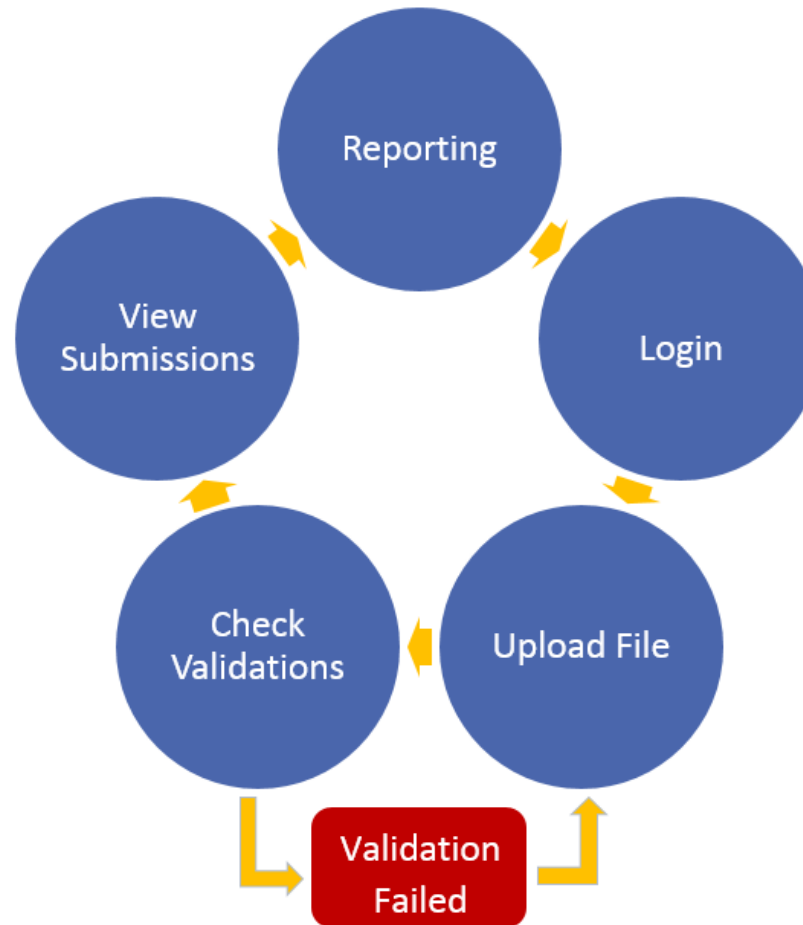 Reporting
View
Submissions
Login
Check
Validations
Upload File
Validation
Failed